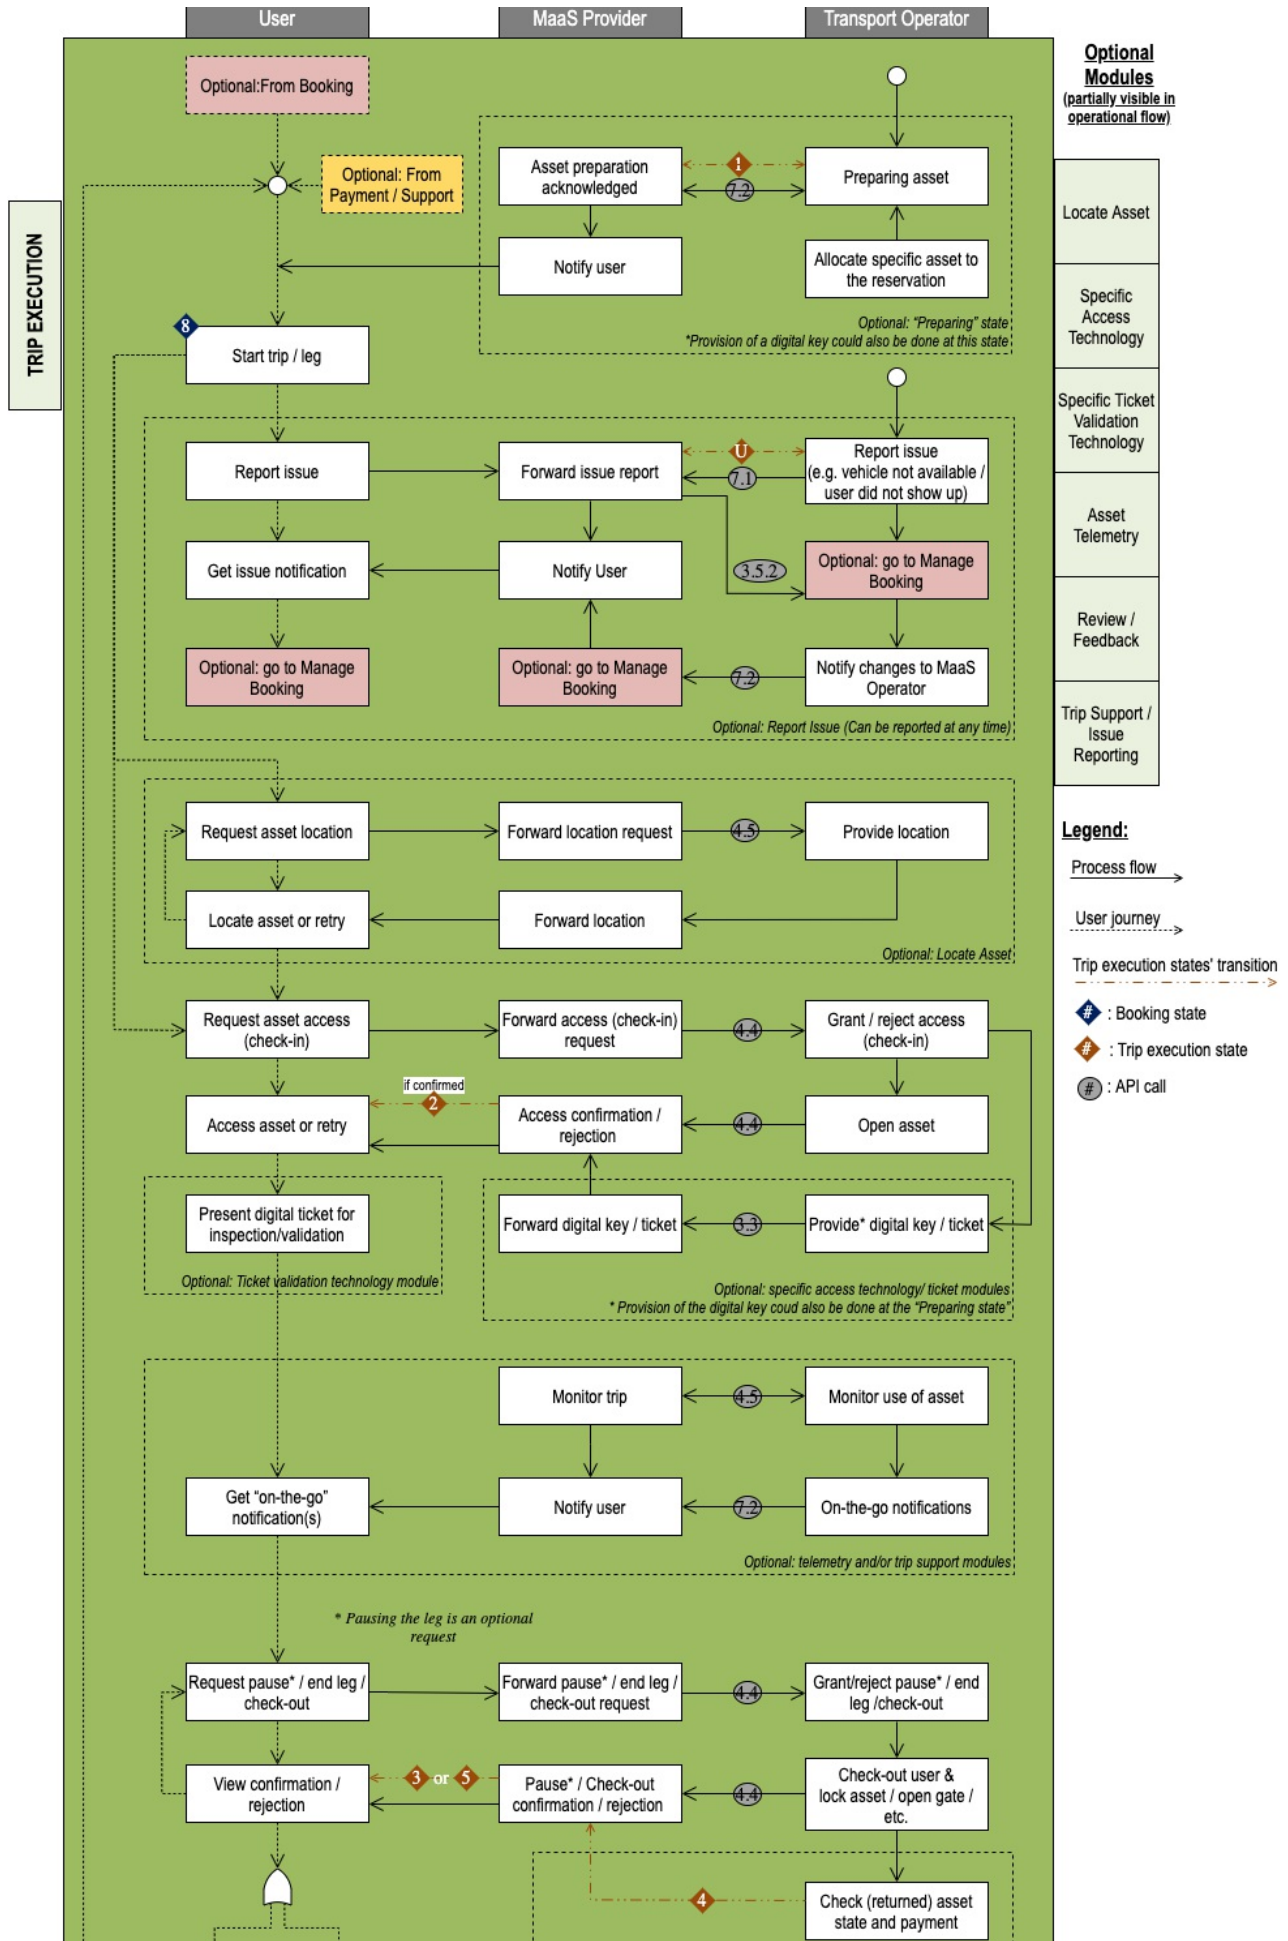 User
MaaS Provider
Transport Operator
TRIP EXECUTION
Optional:From Booking
Optional: From
Payment / Support
Asset preparation
acknowledged
1
7.2
Preparing asset
Notify user
Allocate specific asset to
the reservation
Optional: “Preparing” state
*Provision of a digital key could also be done at this state
8
Start trip / leg
Report issue
Forward issue report
U
7.1
Report issue
(e.g. vehicle not available /
user did not show up)
Get issue notification
Notify User
3.5.2
Optional: go to Manage
Booking
Optional: go to Manage
Booking
Optional: go to Manage
Booking
7.2
Notify changes to MaaS
Operator
Optional: Report Issue (Can be reported at any time)
Request asset location
Forward location request
4.5
Provide location
Locate asset or retry
Forward location
Optional: Locate Asset
Request asset access
(check-in)
Forward access (check-in)
request
4.4
Grant / reject access
(check-in)
if confirmed
2
Access asset or retry
Access confirmation /
rejection
4.4
Open asset
Present digital ticket for
inspection/validation
Optional: Ticket validation technology module
Forward digital key / ticket
3.3
Provide* digital key / ticket
Optional: specific access technology/ ticket modules
* Provision of the digital key coud also be done at the “Preparing state”
Monitor trip
4.5
Monitor use of asset
Get “on-the-go”
notification(s)
Notify user
7.2
On-the-go notifications
Optional: telemetry and/or trip support modules
* Pausing the leg is an optional
request
Request pause* / end leg /
check-out
Forward pause* / end leg /
check-out request
4.4
Grant/reject pause* / end
leg /check-out
View confirmation /
rejection
3 or 5
Pause* / Check-out
confirmation / rejection
4.4
Check-out user &
lock asset / open gate /
etc.
4
Check (returned) asset
state and payment
Optional
Modules
(partially visible in
operational flow)
Locate Asset
Specific
Access
Technology
Specific Ticket
Validation
Technology
Asset
Telemetry
Review /
Feedback
Trip Support /
Issue
Reporting
Legend:
Process flow
User journey
Trip execution states' transition
# : Booking state
# : Trip execution state
# : API call